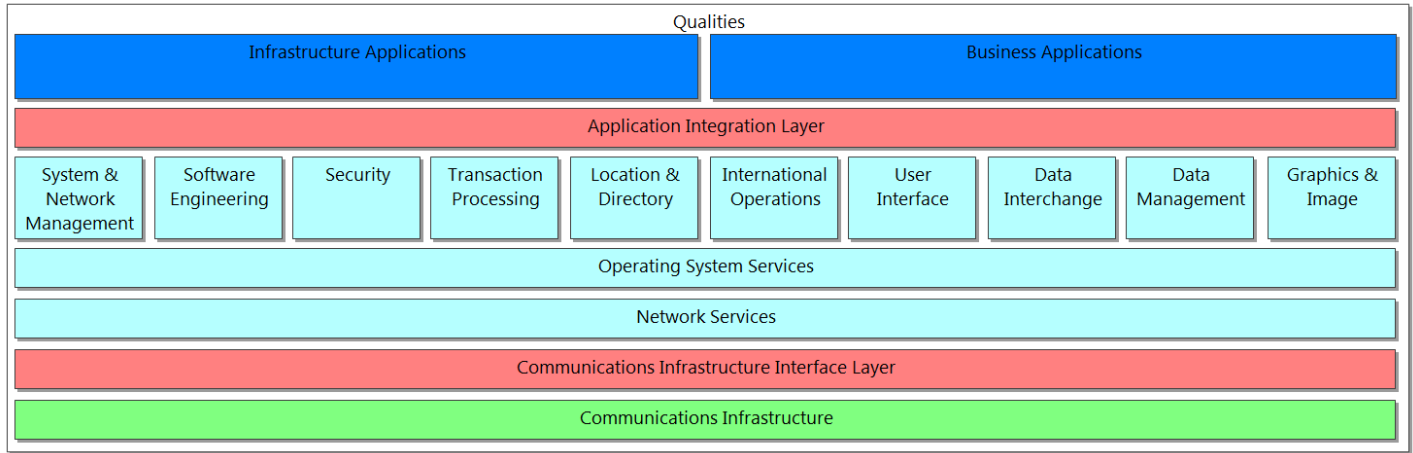 Qualities
Infrastructure Applications
Business Applications
Application Integration Layer
System &
Network
Management
Software
Engineering
Security
Transaction
Processing
Location &
Directory
International
Operations
User
Interface
Data
Interchange
Data
Management
Graphics &
Image
Operating System Services
Network Services
Communications Infrastructure Interface Layer
Communications Infrastructure